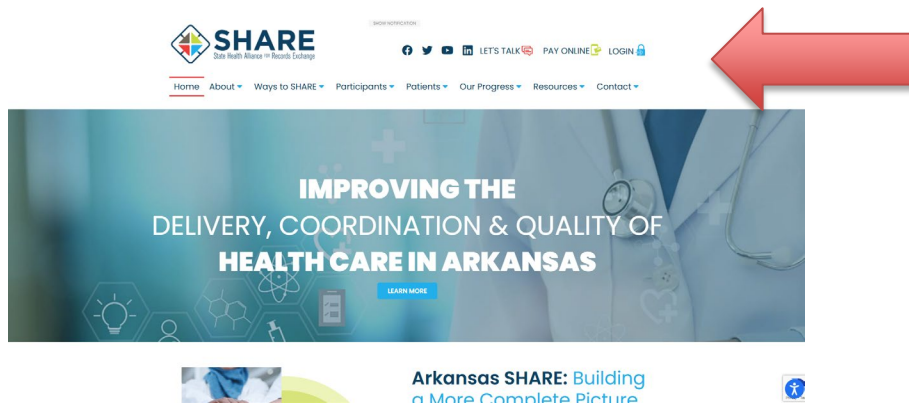 SHOW NOTIFICATION
SHARE
State Health Alliance FOR Records Exchange
LET'S TALK PAY ONLINE LOGIN
Home About Ways to SHARE Participants Patients Our Progress Resources Contact
IMPROVING THE
DELIVERY, COORDINATION & QUALITY OF
HEALTH CARE IN ARKANSAS
LEARN MORE
Arkansas SHARE: Building
a More Complete Picture